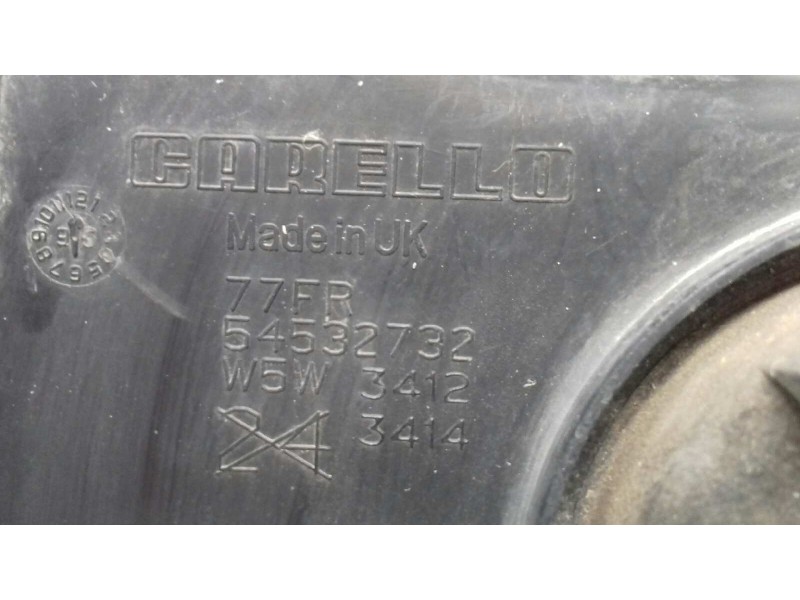 CARELLO
Made in UK
77FR
54532732
W5W 3412
24 3414